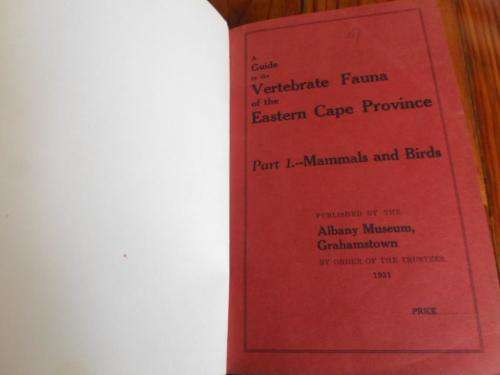 A
Guide
to the
Vertebrate Fauna
of the
Eastern Cape Province
Part 1.--Mammals and Birds
PUBLISHED BY THE
Albany Museum,
Grahamstown
BY ORDER OF THE TRUSTEES.
1931
PRICE